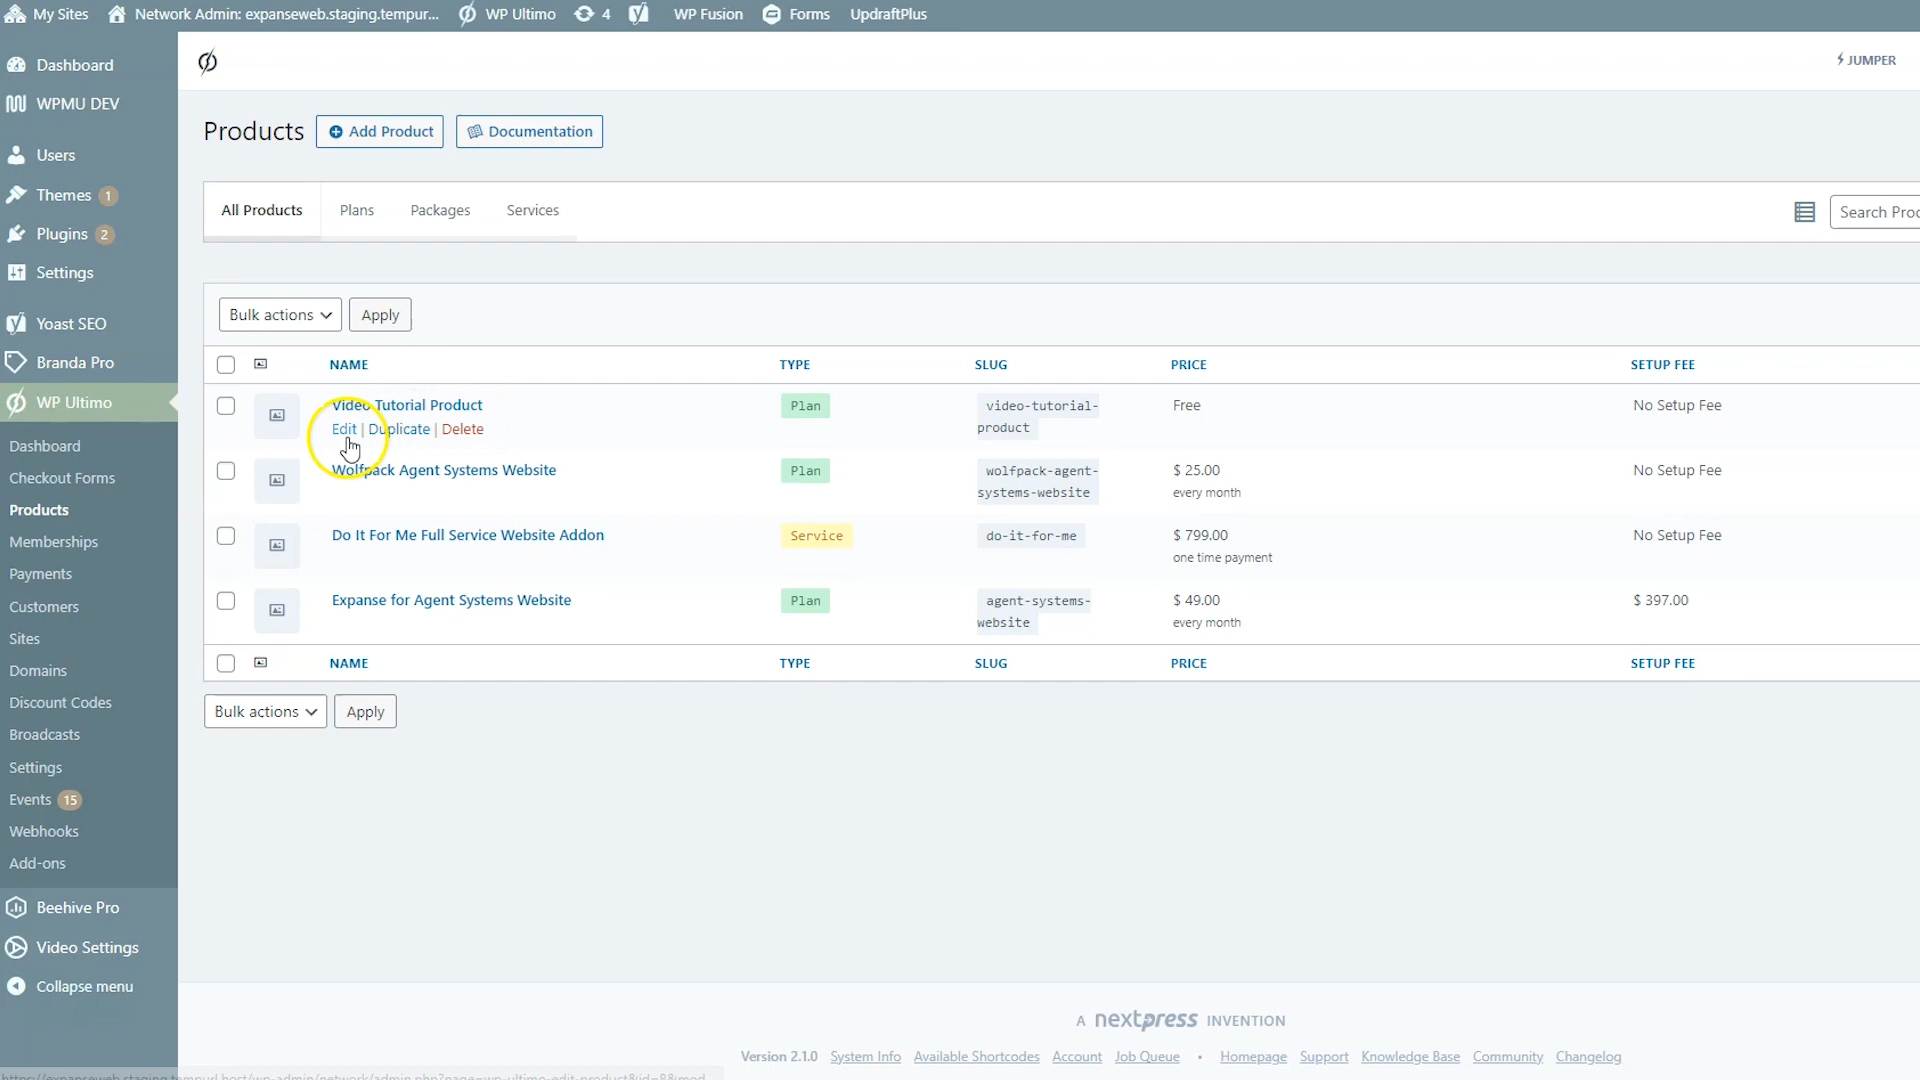 My Sites Network Admin: expanseweb.staging.tempur... WP Ultimo 4 WP Fusion Forms UpdraftPlus
Dashboard
WPMU DEV
Users
Themes 1
Plugins 2
Settings
Yoast SEO
Branda Pro
WP Ultimo
Dashboard
Checkout Forms
Products
Memberships
Payments
Customers
Sites
Domains
Discount Codes
Broadcasts
Settings
Events 15
Webhooks
Add-ons
Beehive Pro
Video Settings
Collapse menu
JUMPER
Products Add Product Documentation
All Products Plans Packages Services Search Proc
Bulk actions Apply
NAME TYPE SLUG PRICE SETUP FEE
Video Tutorial Product Plan video-tutorial- Free No Setup Fee
Edit | Duplicate | Delete product
Wolfpack Agent Systems Website Plan wolfpack-agent- $ 25.00 No Setup Fee
systems-website every month
Do It For Me Full Service Website Addon Service do-it-for-me $ 799.00 No Setup Fee
one time payment
Expanse for Agent Systems Website Plan agent-systems- $ 49.00 $ 397.00
website every month
NAME TYPE SLUG PRICE SETUP FEE
Bulk actions Apply
A nextpress INVENTION
Version 2.1.0 System Info Available Shortcodes Account Job Queue • Homepage Support Knowledge Base Community Changelog